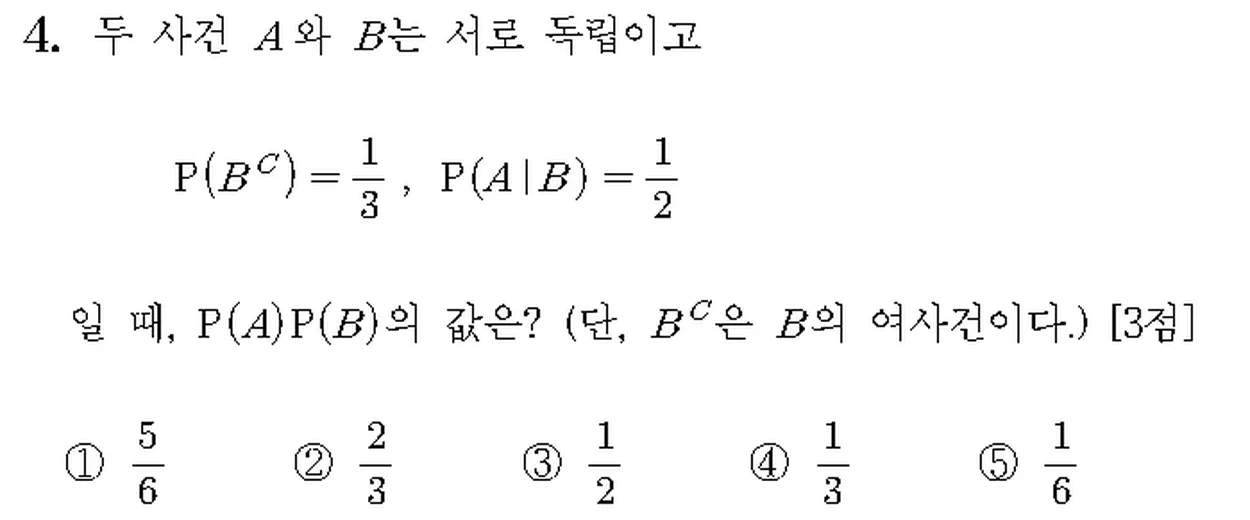 4. 두 사건 A와 B는 서로 독립이고
P(B^C) = 1/3 , P(A|B) = 1/2
일 때, P(A)P(B)의 값은? (단, B^C은 B의 여사건이다.) [3점]
① 5/6 ② 2/3 ③ 1/2 ④ 1/3 ⑤ 1/6